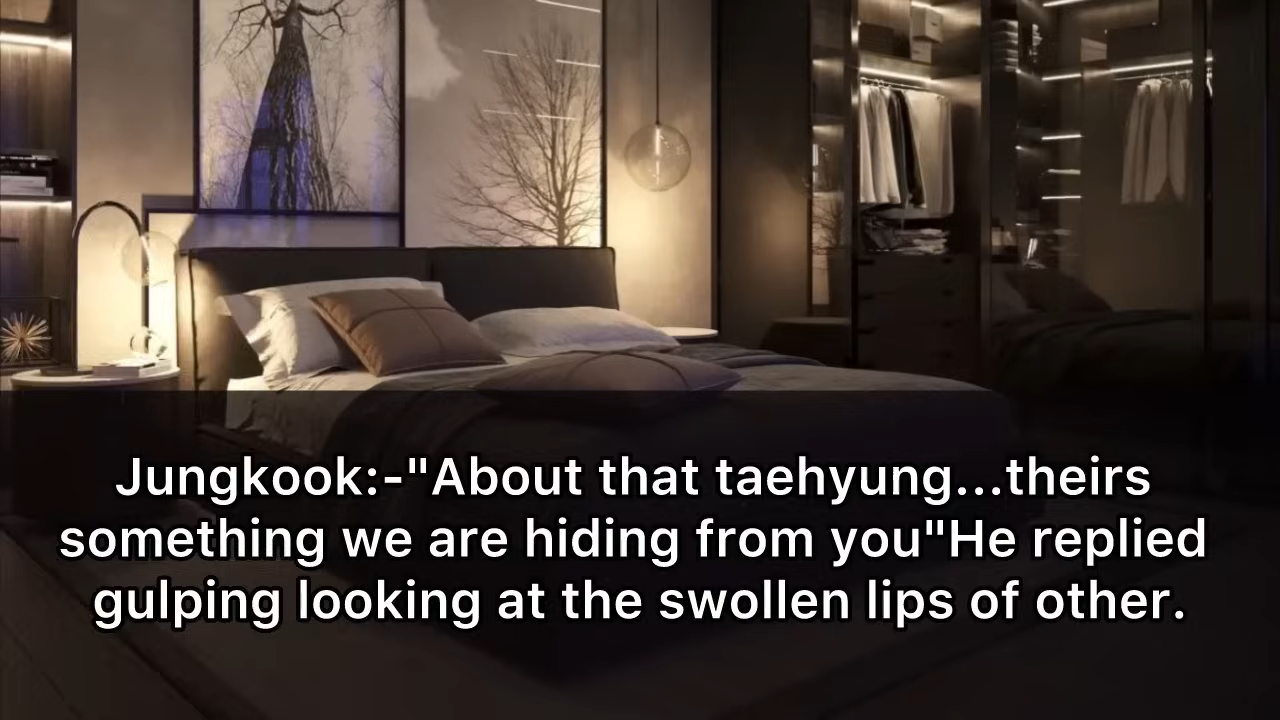 Jungkook:-"About that taehyung...theirs
something we are hiding from you"He replied
gulping looking at the swollen lips of other.